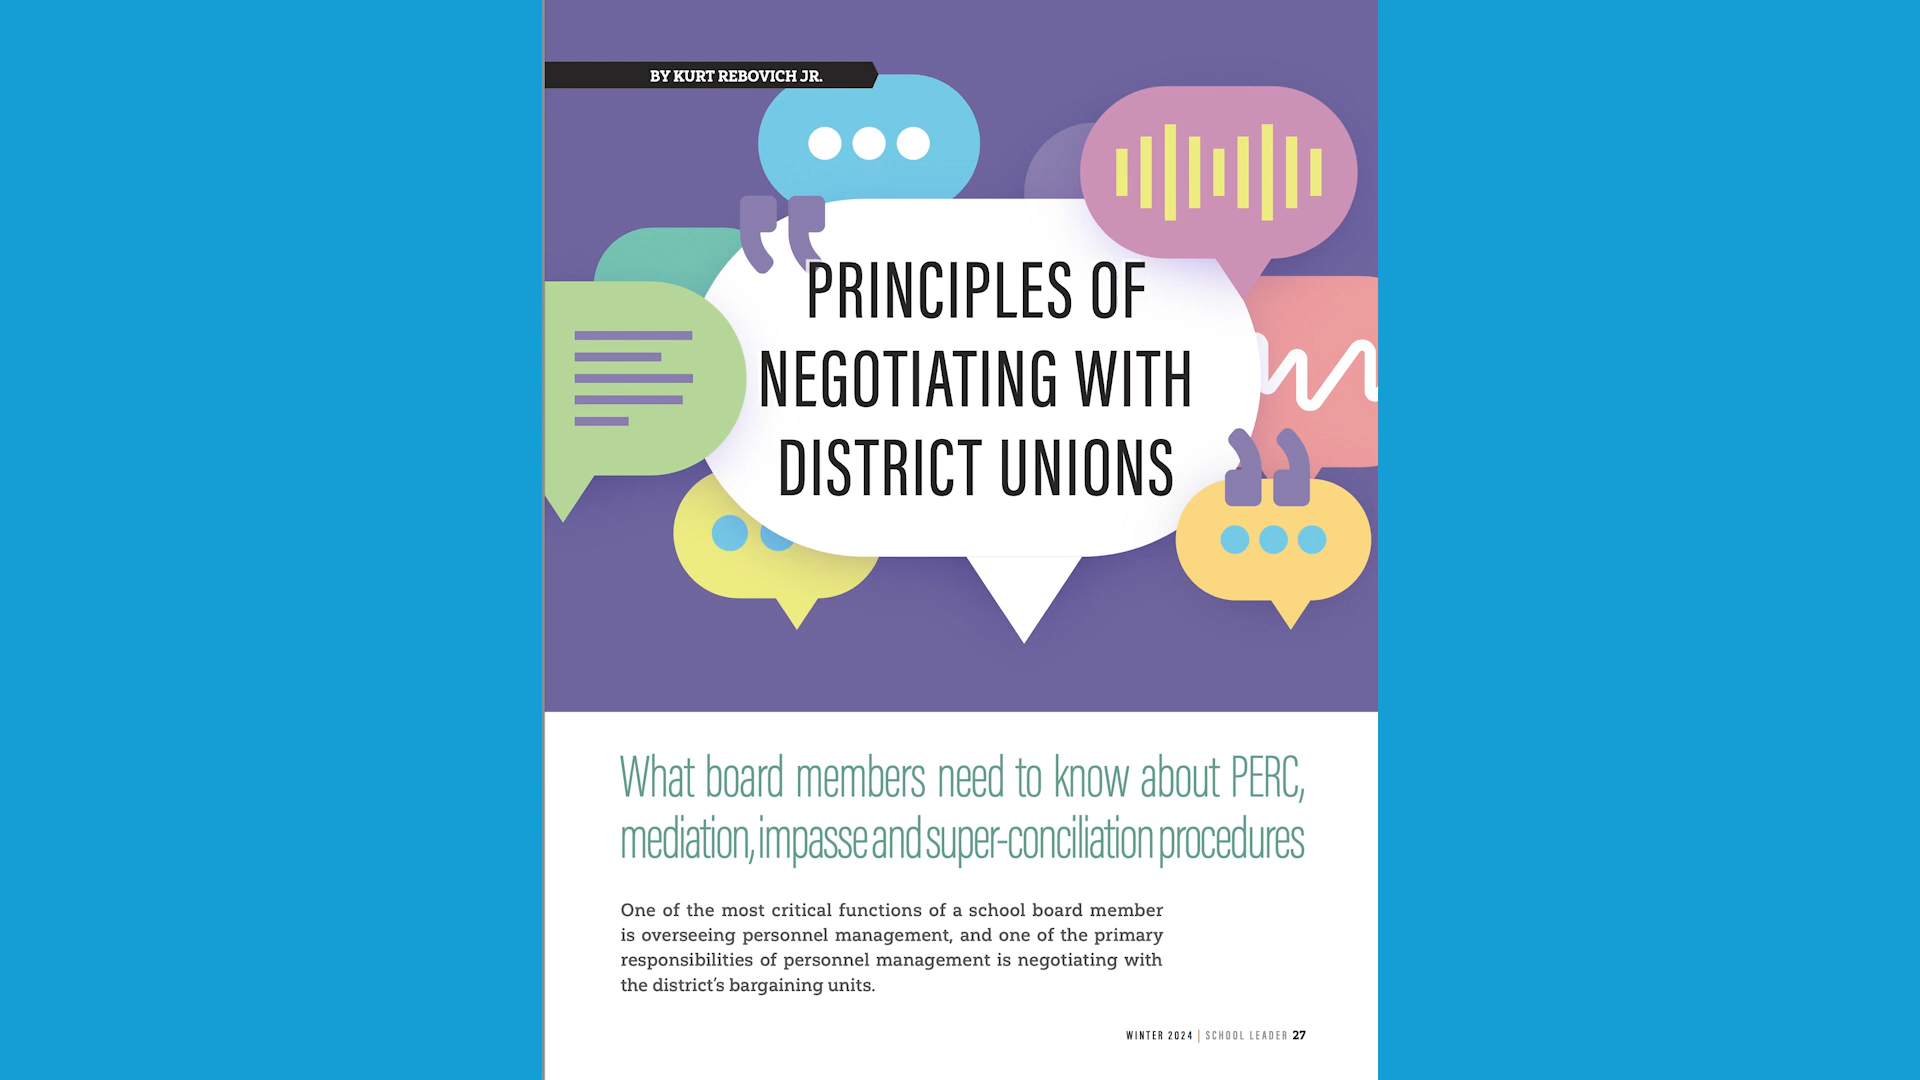 BY KURT REBOVICH JR.
PRINCIPLES OF
NEGOTIATING WITH
DISTRICT UNIONS
What board members need to know about PERC,
mediation, impasse and super-conciliation procedures
One of the most critical functions of a school board member
is overseeing personnel management, and one of the primary
responsibilities of personnel management is negotiating with
the district's bargaining units.
WINTER 2024 | SCHOOL LEADER 27